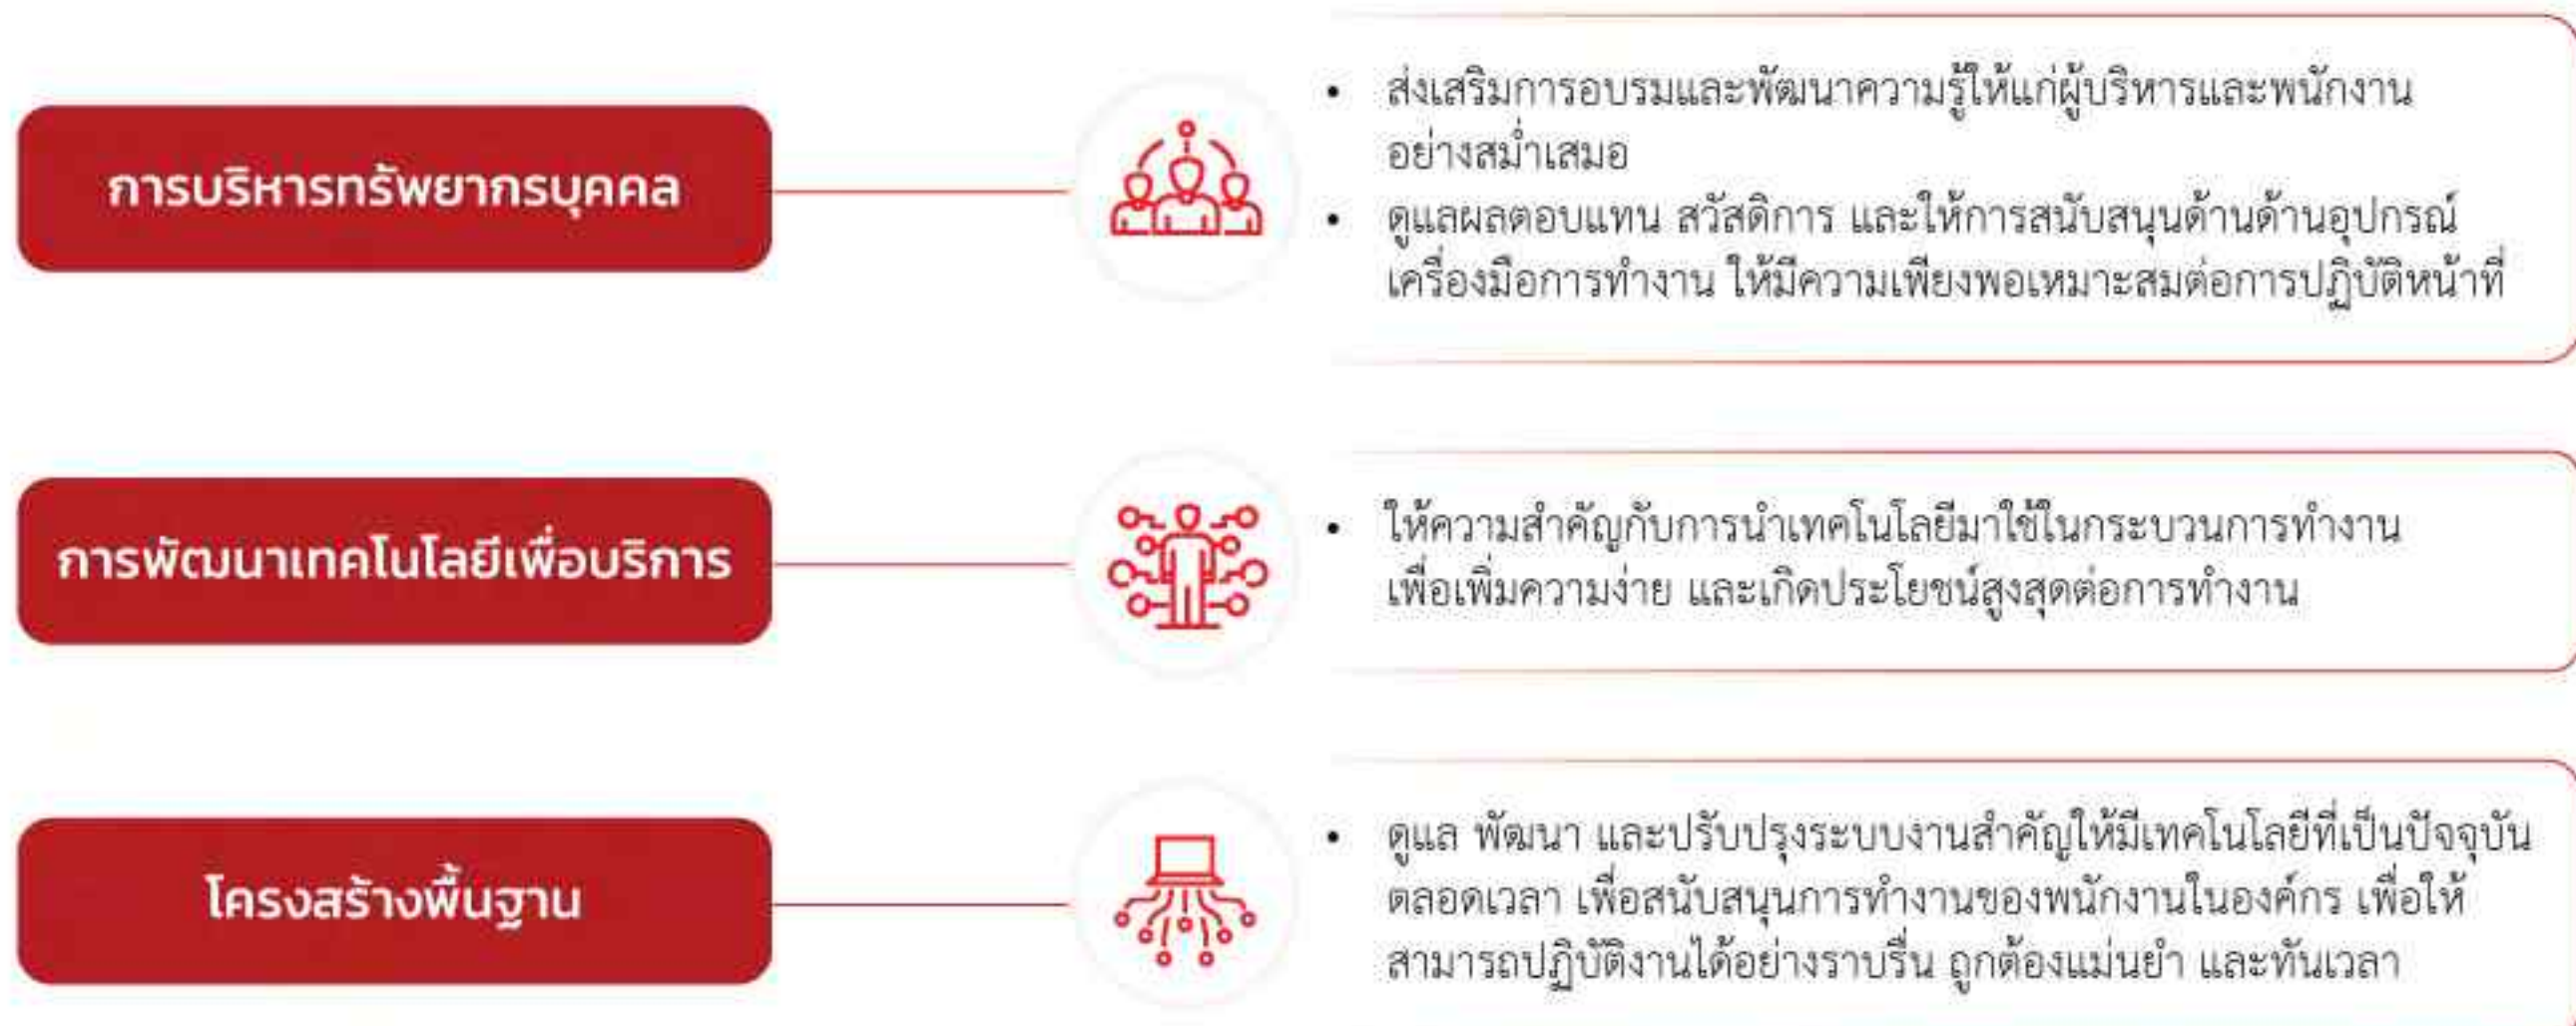 การบริหารทรัพยากรบุคคล
• ส่งเสริมการอบรมและพัฒนาความรู้ให้แก่ผู้บริหารและพนักงาน
อย่างสม่ำเสมอ
• ดูแลผลตอบแทน สวัสดิการ และให้การสนับสนุนด้านด้านอุปกรณ์
เครื่องมือการทำงาน ให้มีความเพียงพอเหมาะสมต่อการปฏิบัติหน้าที่
การพัฒนาเทคโนโลยีเพื่อบริการ
• ให้ความสำคัญกับการนำเทคโนโลยีมาใช้ในกระบวนการทำงาน
เพื่อเพิ่มความง่าย และเกิดประโยชน์สูงสุดต่อการทำงาน
โครงสร้างพื้นฐาน
• ดูแล พัฒนา และปรับปรุงระบบงานสำคัญให้มีเทคโนโลยีที่เป็นปัจจุบัน
ตลอดเวลา เพื่อสนับสนุนการทำงานของพนักงานในองค์กร เพื่อให้
สามารถปฏิบัติงานได้อย่างราบรื่น ถูกต้องแม่นยำ และทันเวลา